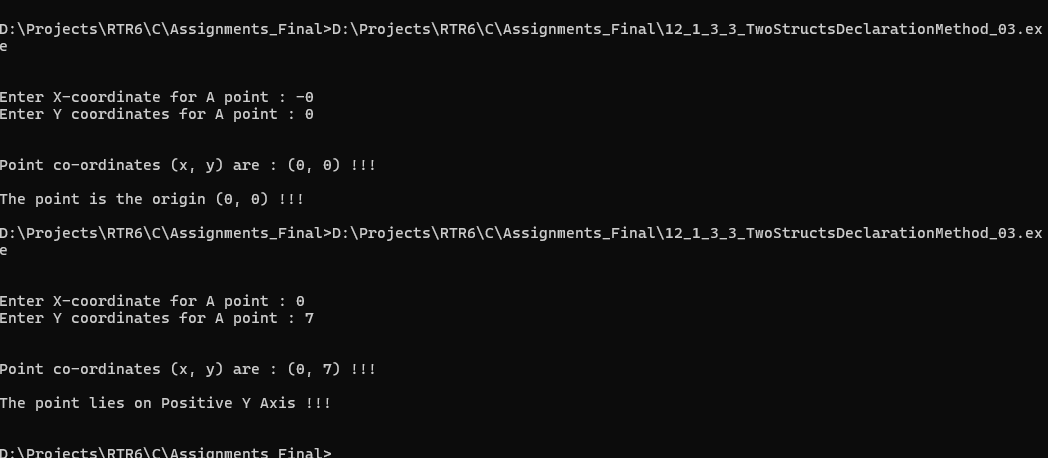 D:\Projects\RTR6\C\Assignments_Final>D:\Projects\RTR6\C\Assignments_Final\12_1_3_3_TwoStructsDeclarationMethod_03.ex
e
Enter X-coordinate for A point : -0
Enter Y coordinates for A point : 0
Point co-ordinates (x, y) are : (0, 0) !!!
The point is the origin (0, 0) !!!
D:\Projects\RTR6\C\Assignments_Final>D:\Projects\RTR6\C\Assignments_Final\12_1_3_3_TwoStructsDeclarationMethod_03.ex
e
Enter X-coordinate for A point : 0
Enter Y coordinates for A point : 7
Point co-ordinates (x, y) are : (0, 7) !!!
The point lies on Positive Y Axis !!!
D:\Projects\RTR6\C\Assignments_Final>